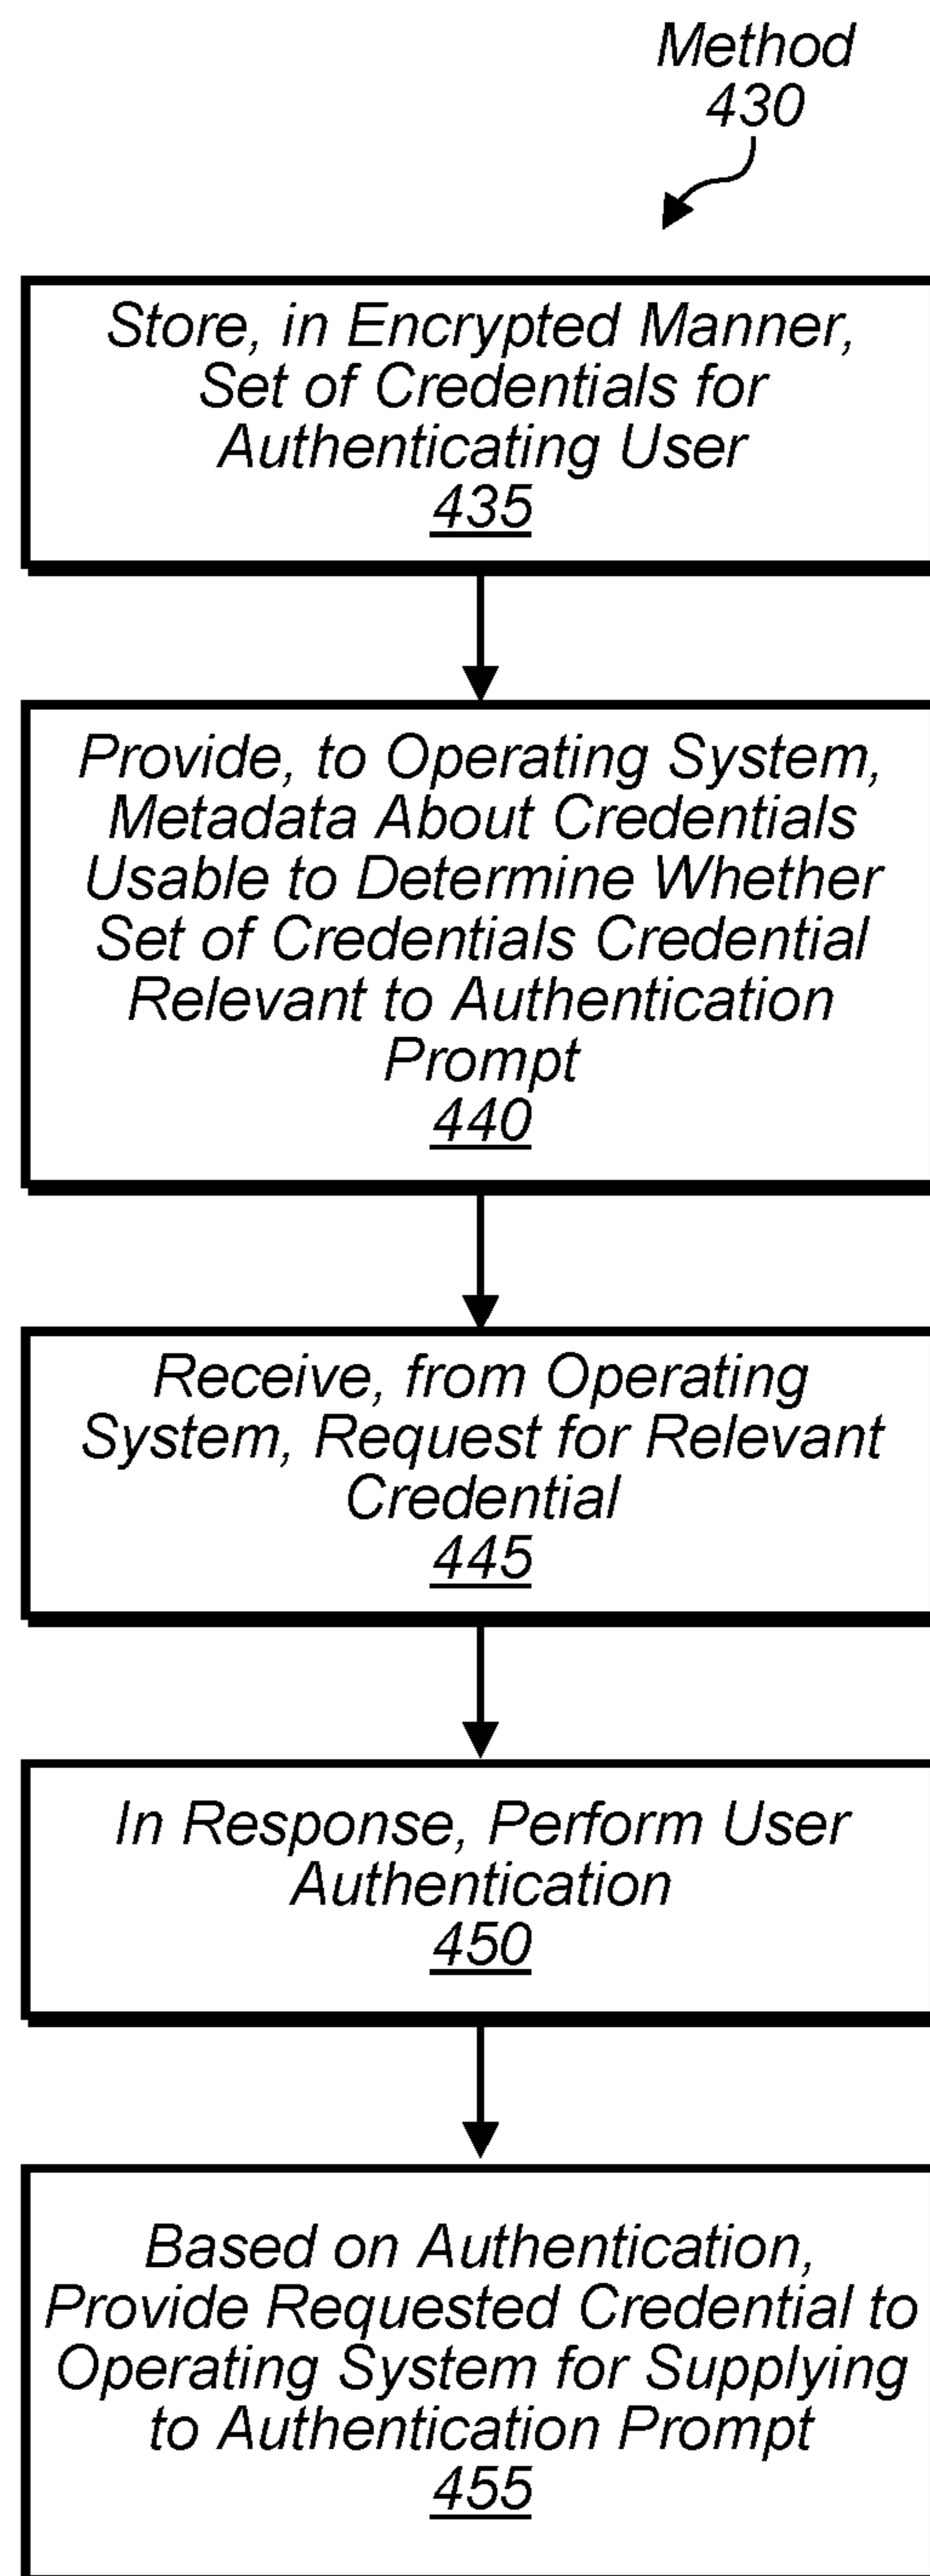 Method
430
Store, in Encrypted Manner,
Set of Credentials for
Authenticating User
435
Provide, to Operating System,
Metadata About Credentials
Usable to Determine Whether
Set of Credentials Credential
Relevant to Authentication
Prompt
440
Receive, from Operating
System, Request for Relevant
Credential
445
In Response, Perform User
Authentication
450
Based on Authentication,
Provide Requested Credential to
Operating System for Supplying
to Authentication Prompt
455